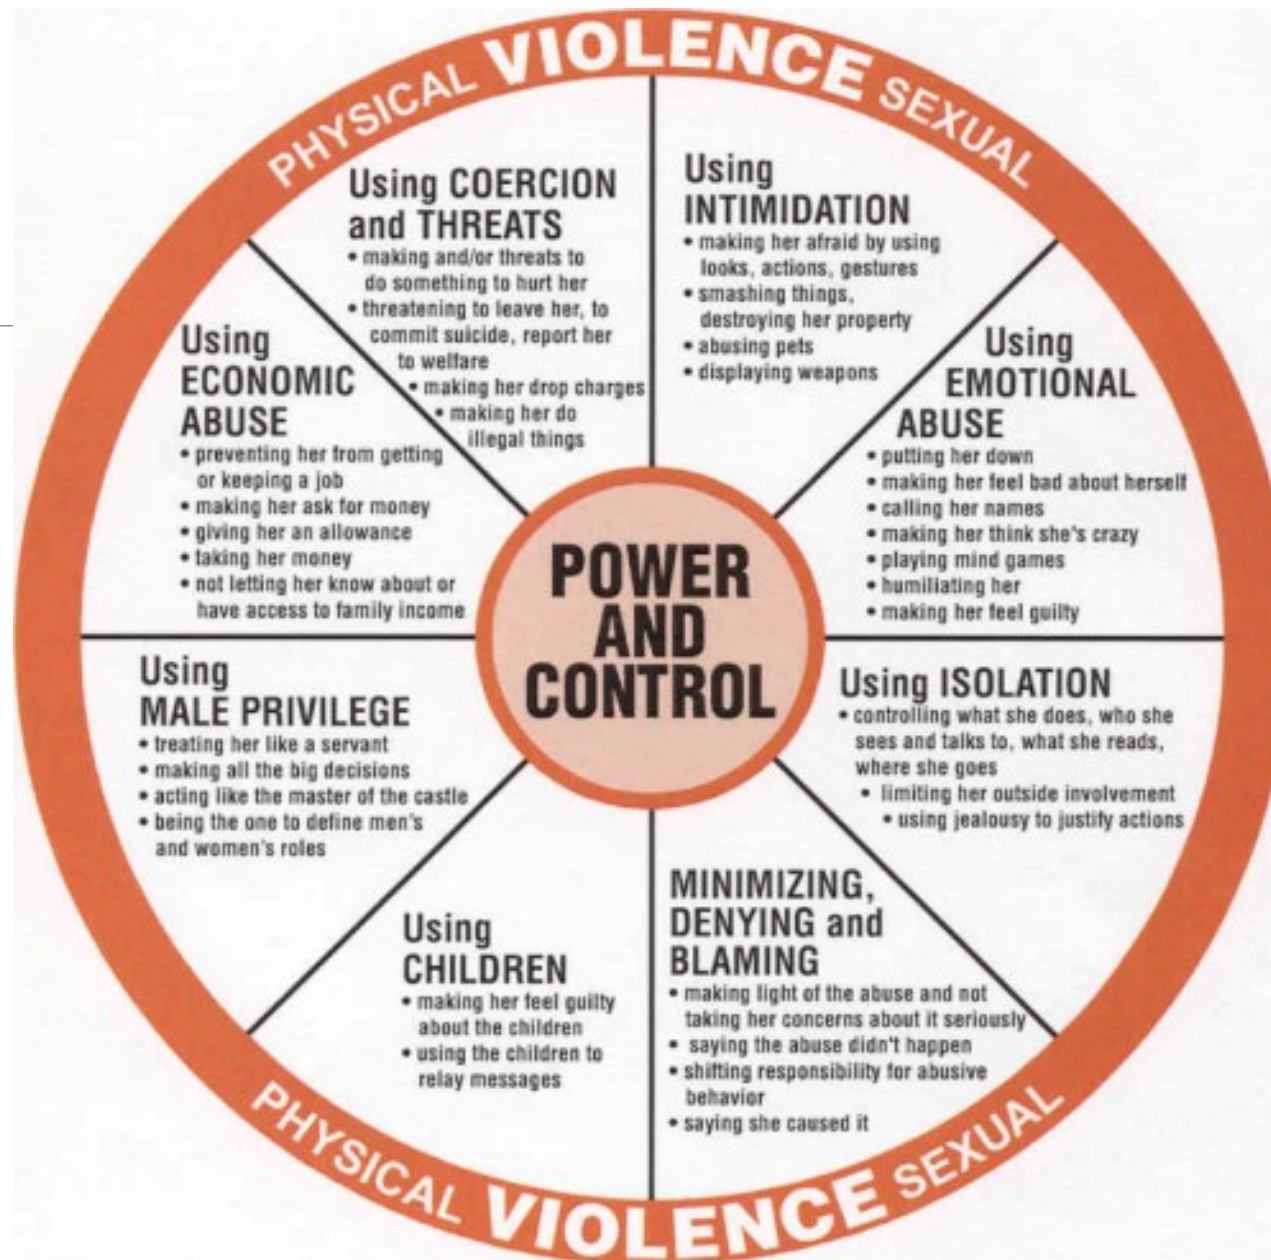 PHYSICAL VIOLENCE SEXUAL
Using COERCION
and THREATS
• making and/or threats to
do something to hurt her
• threatening to leave her, to
commit suicide, report her
to welfare
• making her drop charges
• making her do
illegal things
Using
INTIMIDATION
• making her afraid by using
looks, actions, gestures
• smashing things,
destroying her property
• abusing pets
• displaying weapons
Using
EMOTIONAL
ABUSE
• putting her down
• making her feel bad about herself
• calling her names
• making her think she's crazy
• playing mind games
• humiliating her
• making her feel guilty
Using ISOLATION
• controlling what she does, who she
sees and talks to, what she reads,
where she goes
• limiting her outside involvement
• using jealousy to justify actions
MINIMIZING,
DENYING and
BLAMING
• making light of the abuse and not
taking her concerns about it seriously
• saying the abuse didn't happen
• shifting responsibility for abusive
behavior
• saying she caused it
Using
CHILDREN
• making her feel guilty
about the children
• using the children to
relay messages
Using
MALE PRIVILEGE
• treating her like a servant
• making all the big decisions
• acting like the master of the castle
• being the one to define men's
and women's roles
Using
ECONOMIC
ABUSE
• preventing her from getting
or keeping a job
• making her ask for money
• giving her an allowance
• taking her money
• not letting her know about or
have access to family income
POWER
AND
CONTROL
PHYSICAL VIOLENCE SEXUAL